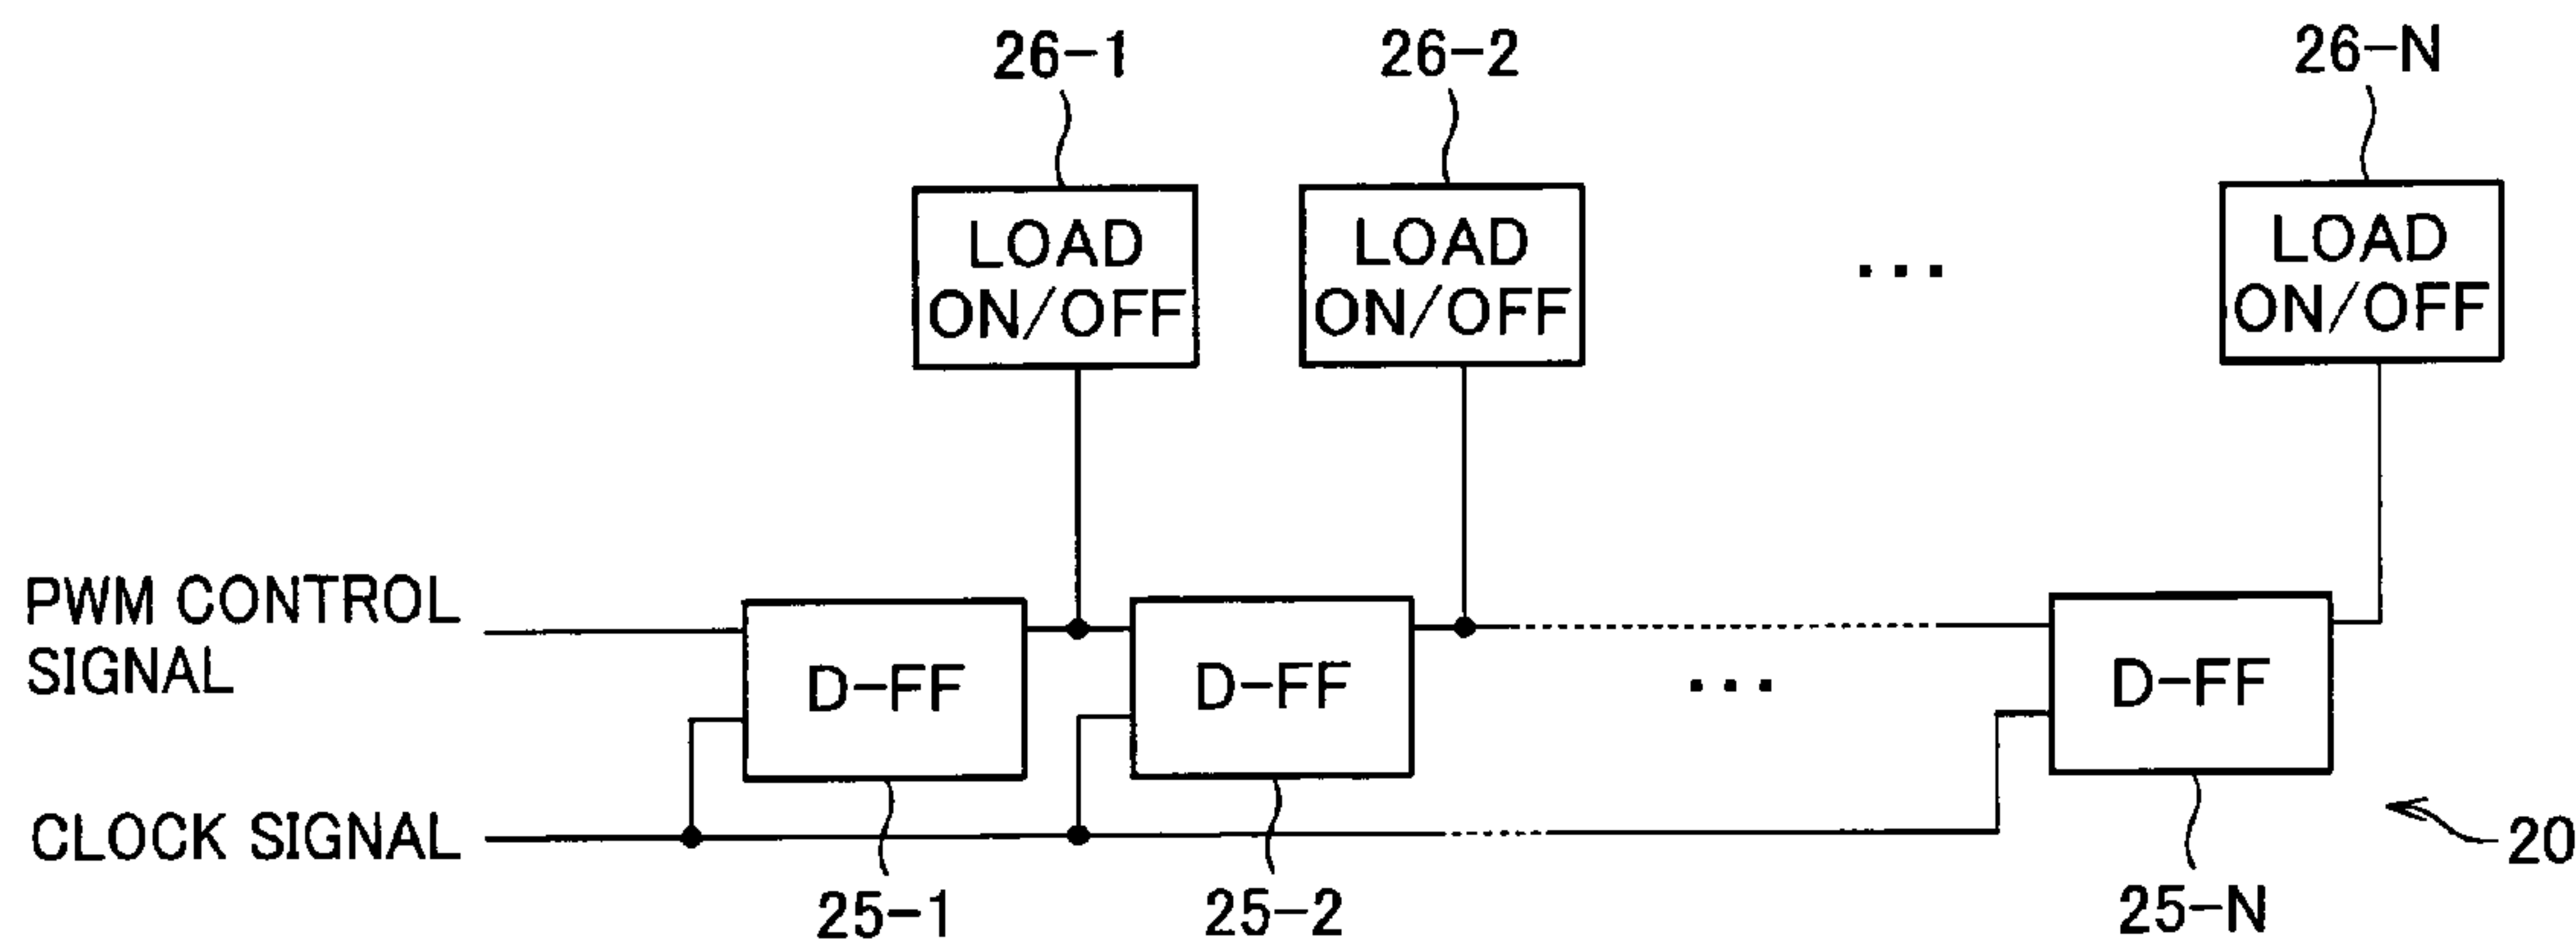 26-1
26-2
26-N
LOAD
ON/OFF
LOAD
ON/OFF
...
LOAD
ON/OFF
PWM CONTROL
SIGNAL
D-FF
D-FF
...
D-FF
CLOCK SIGNAL
20
25-1
25-2
25-N